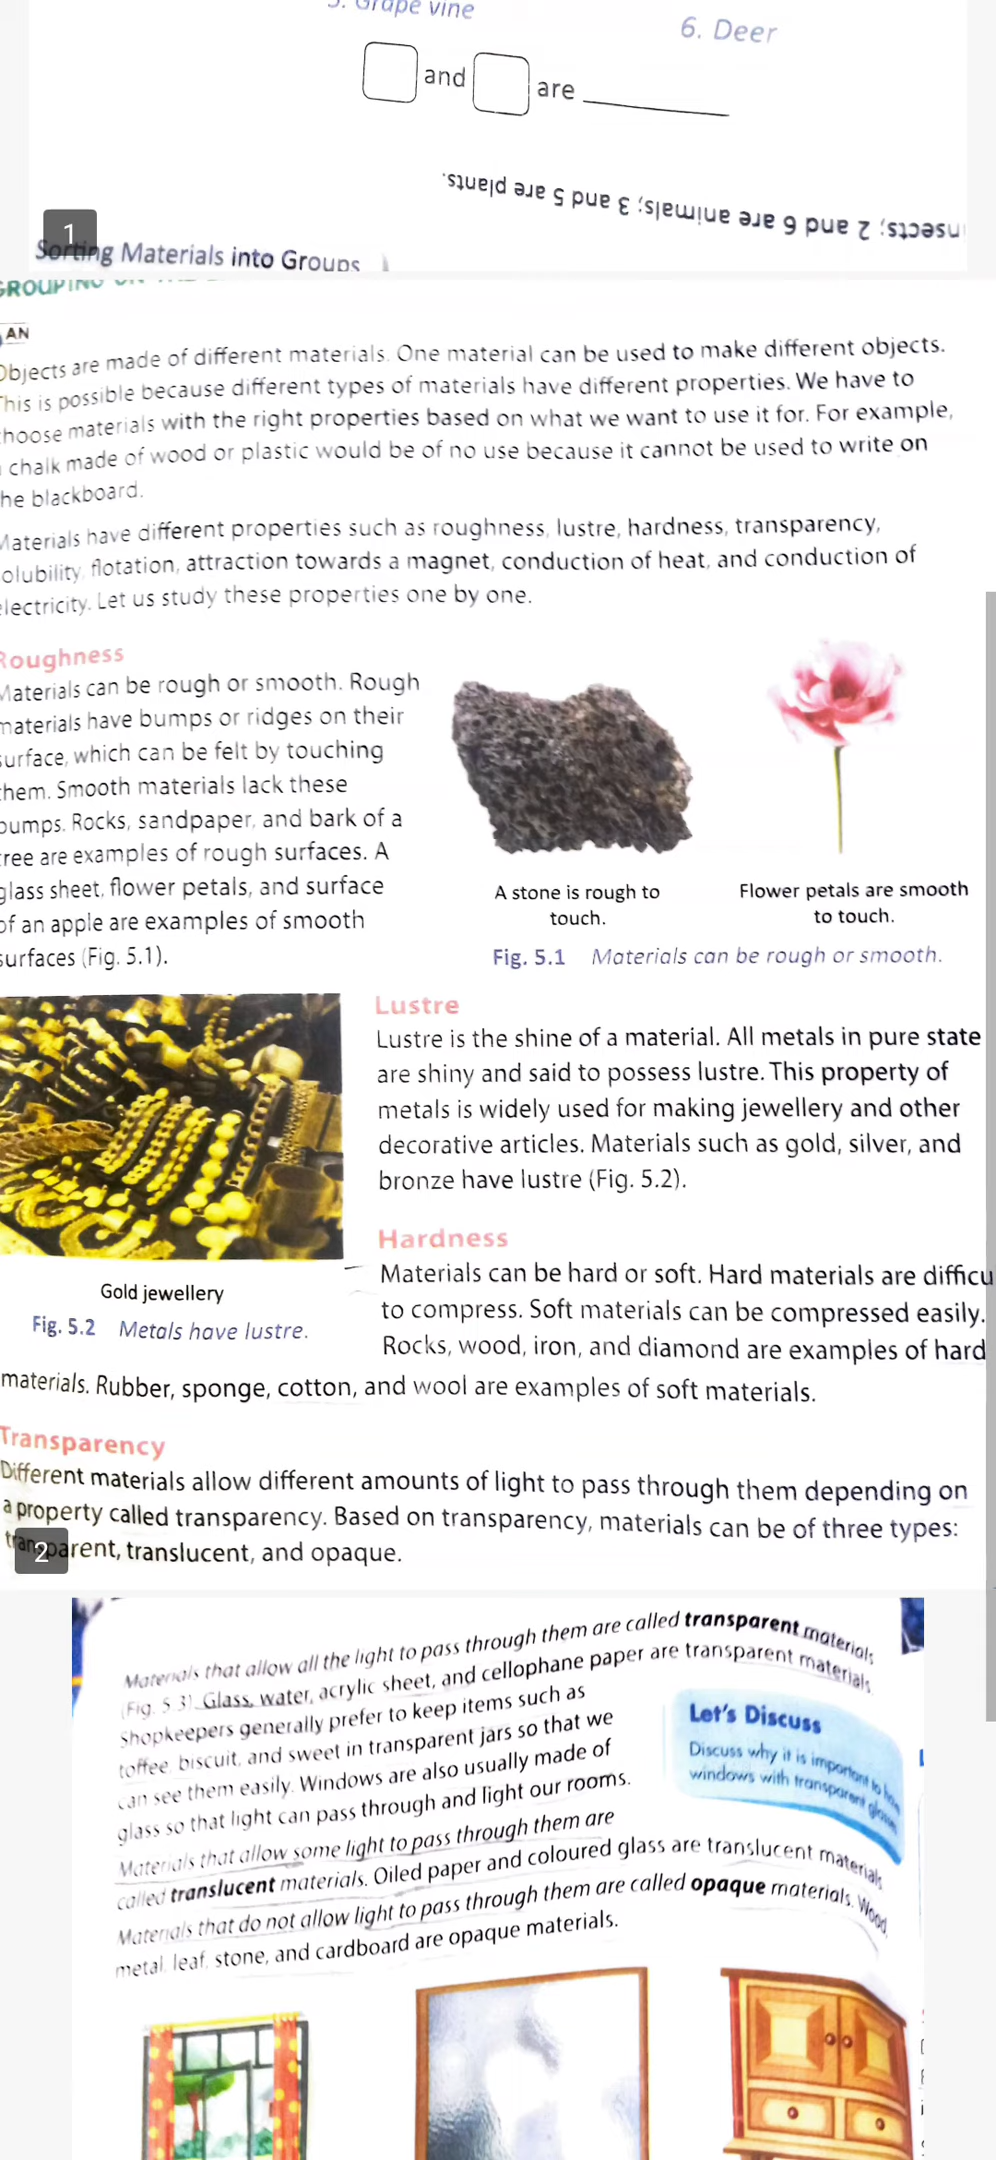 5. Grape vine
6. Deer
and
are
insects; 2 and 6 are animals; 3 and 5 are plants.
1
Sorting Materials into Groups
GROUPING ON THE
AN
Objects are made of different materials. One material can be used to make different objects.
This is possible because different types of materials have different properties. We have to
choose materials with the right properties based on what we want to use it for. For example,
chalk made of wood or plastic would be of no use because it cannot be used to write on
he blackboard.
Materials have different properties such as roughness, lustre, hardness, transparency,
olubility, flotation, attraction towards a magnet, conduction of heat, and conduction of
electricity. Let us study these properties one by one.
Roughness
Materials can be rough or smooth. Rough
materials have bumps or ridges on their
surface, which can be felt by touching
them. Smooth materials lack these
bumps. Rocks, sandpaper, and bark of a
tree are examples of rough surfaces. A
glass sheet, flower petals, and surface
of an apple are examples of smooth
surfaces (Fig. 5.1).
A stone is rough to
touch.
Flower petals are smooth
to touch.
Fig. 5.1 Materials can be rough or smooth.
Lustre
Lustre is the shine of a material. All metals in pure state
are shiny and said to possess lustre. This property of
metals is widely used for making jewellery and other
decorative articles. Materials such as gold, silver, and
bronze have lustre (Fig. 5.2).
Gold jewellery
Fig. 5.2 Metals have lustre.
Hardness
Materials can be hard or soft. Hard materials are difficu
to compress. Soft materials can be compressed easily.
Rocks, wood, iron, and diamond are examples of hard
materials. Rubber, sponge, cotton, and wool are examples of soft materials.
Transparency
Different materials allow different amounts of light to pass through them depending on
a property called transparency. Based on transparency, materials can be of three types:
transparent, translucent, and opaque.
2
Materials that allow all the light to pass through them are called transparent materials
(Fig. 5.3). Glass, water, acrylic sheet, and cellophane paper are transparent materials.
Shopkeepers generally prefer to keep items such as
toffee, biscuit, and sweet in transparent jars so that we
can see them easily. Windows are also usually made of
glass so that light can pass through and light our rooms.
Materials that allow some light to pass through them are
called translucent materials. Oiled paper and coloured glass are translucent materials.
Materials that do not allow light to pass through them are called opaque materials. Wood,
metal, leaf, stone, and cardboard are opaque materials.
Let's Discuss
Discuss why it is important to have
windows with transparent